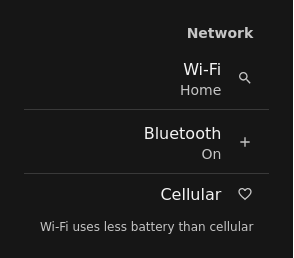 Network
Wi-Fi
Home
Bluetooth
On
Cellular
Wi-Fi uses less battery than cellular